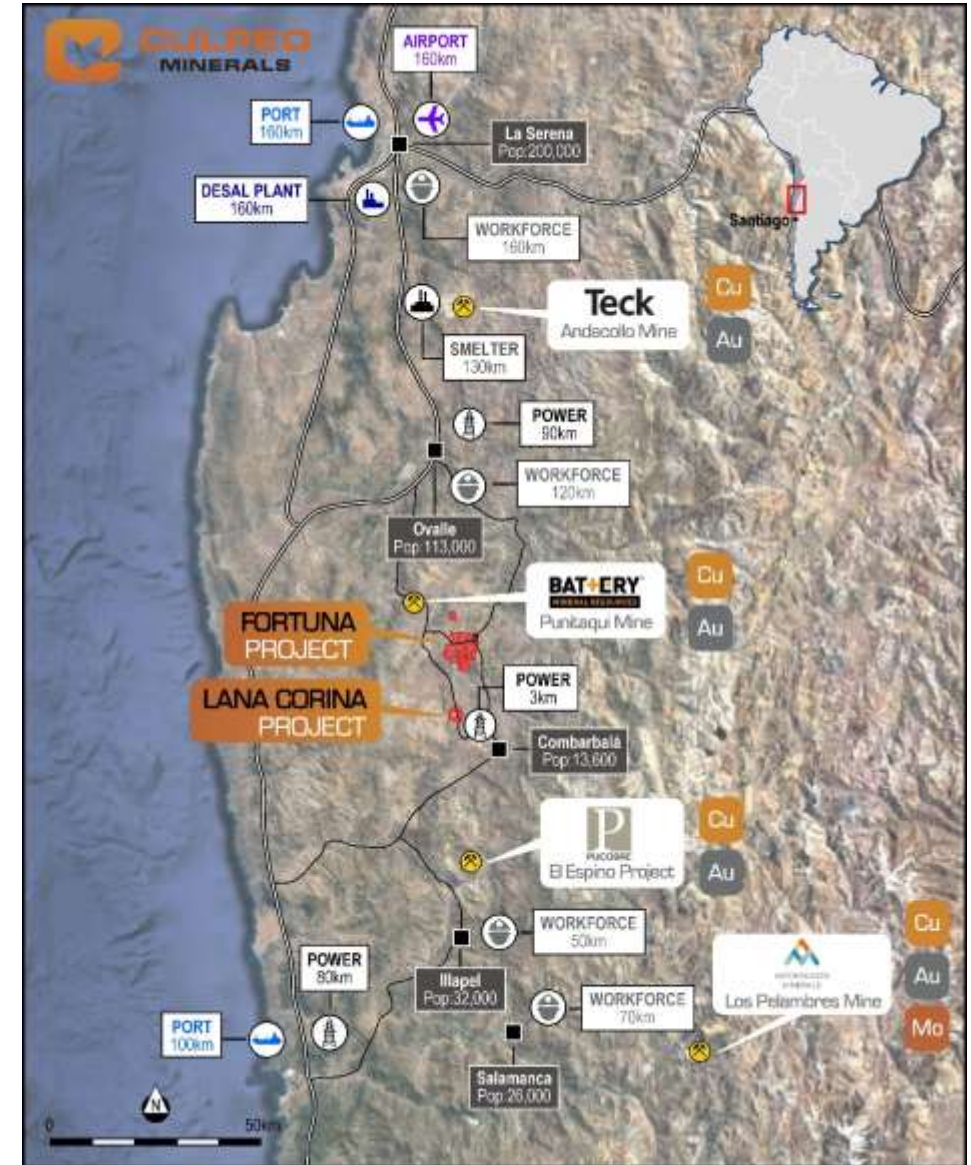 CULPEO
MINERALS
AIRPORT
160km
PORT
160km
La Serena
Pop:200,000
DESAL PLANT
160km
WORKFORCE
160km
Santiago
Teck
Andacollo Mine
Cu
Au
SMELTER
130km
POWER
90km
WORKFORCE
120km
Ovalle
Pop:113,000
BATTERY
MINERAL RESOURCES
Punitaqui Mine
Cu
Au
FORTUNA
PROJECT
POWER
3km
LANA CORINA
PROJECT
Combarbalá
Pop:13,600
PUCOBRE
El Espino Project
Cu
Au
WORKFORCE
50km
POWER
80km
Illapel
Pop:32,000
MINERALS
Los Pelambres Mine
Cu
Au
Mo
WORKFORCE
70km
PORT
100km
Salamanca
Pop:26,000
N
0
50km